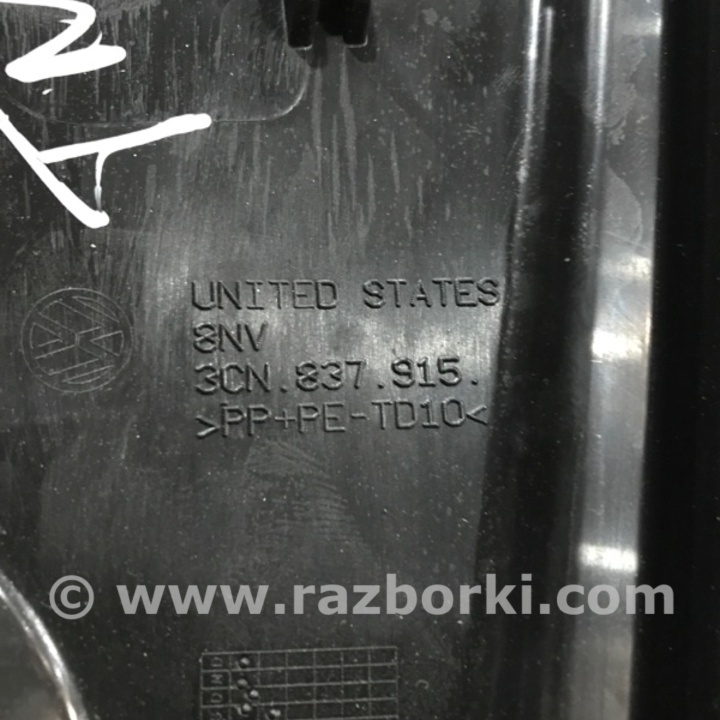 UNITED STATES
8NV
3CN.837.915.
>PP+PE-TD10<
© www.razborki.com